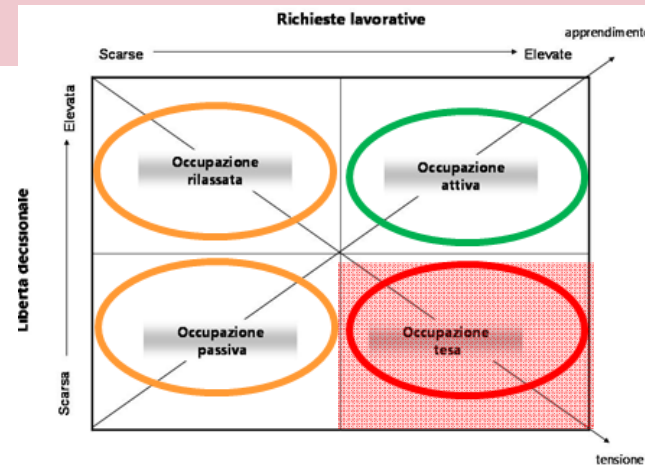 Richieste lavorative
apprendimento
Scarse
Elevate
Elevata
Libertà decisionale
Scarsa
Occupazione
rilassata
Occupazione
attiva
Occupazione
passiva
Occupazione
tesa
tensione